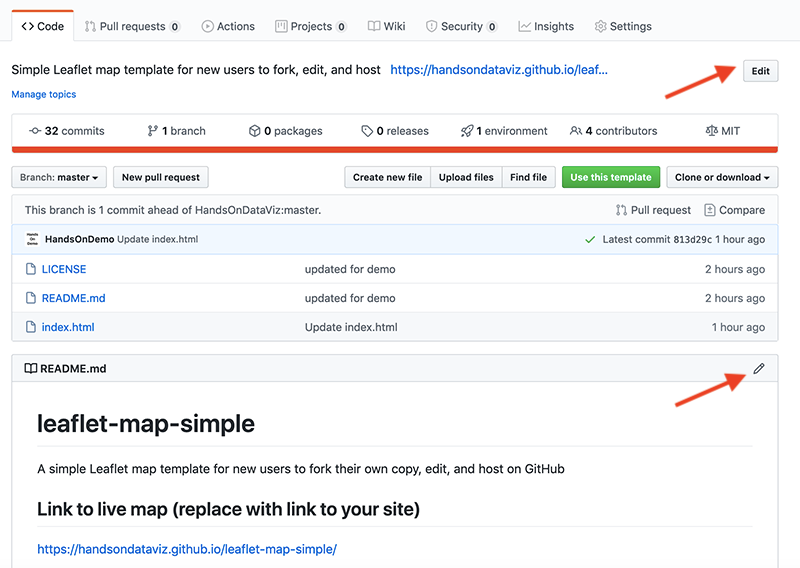 Code Pull requests 0 Actions Projects 0 Wiki Security 0 Insights Settings
Simple Leaflet map template for new users to fork, edit, and host https://handsondataviz.github.io/leaf... Edit
Manage topics
32 commits 1 branch 0 packages 0 releases 1 environment 4 contributors MIT
Branch: master New pull request Create new file Upload files Find file Use this template Clone or download
This branch is 1 commit ahead of HandsOnDataViz:master. Pull request Compare
Hands On Demo HandsOnDemo Update index.html Latest commit 813d29c 1 hour ago
LICENSE updated for demo 2 hours ago
README.md updated for demo 2 hours ago
index.html Update index.html 1 hour ago
README.md
leaflet-map-simple
A simple Leaflet map template for new users to fork their own copy, edit, and host on GitHub
Link to live map (replace with link to your site)
https://handsondataviz.github.io/leaflet-map-simple/